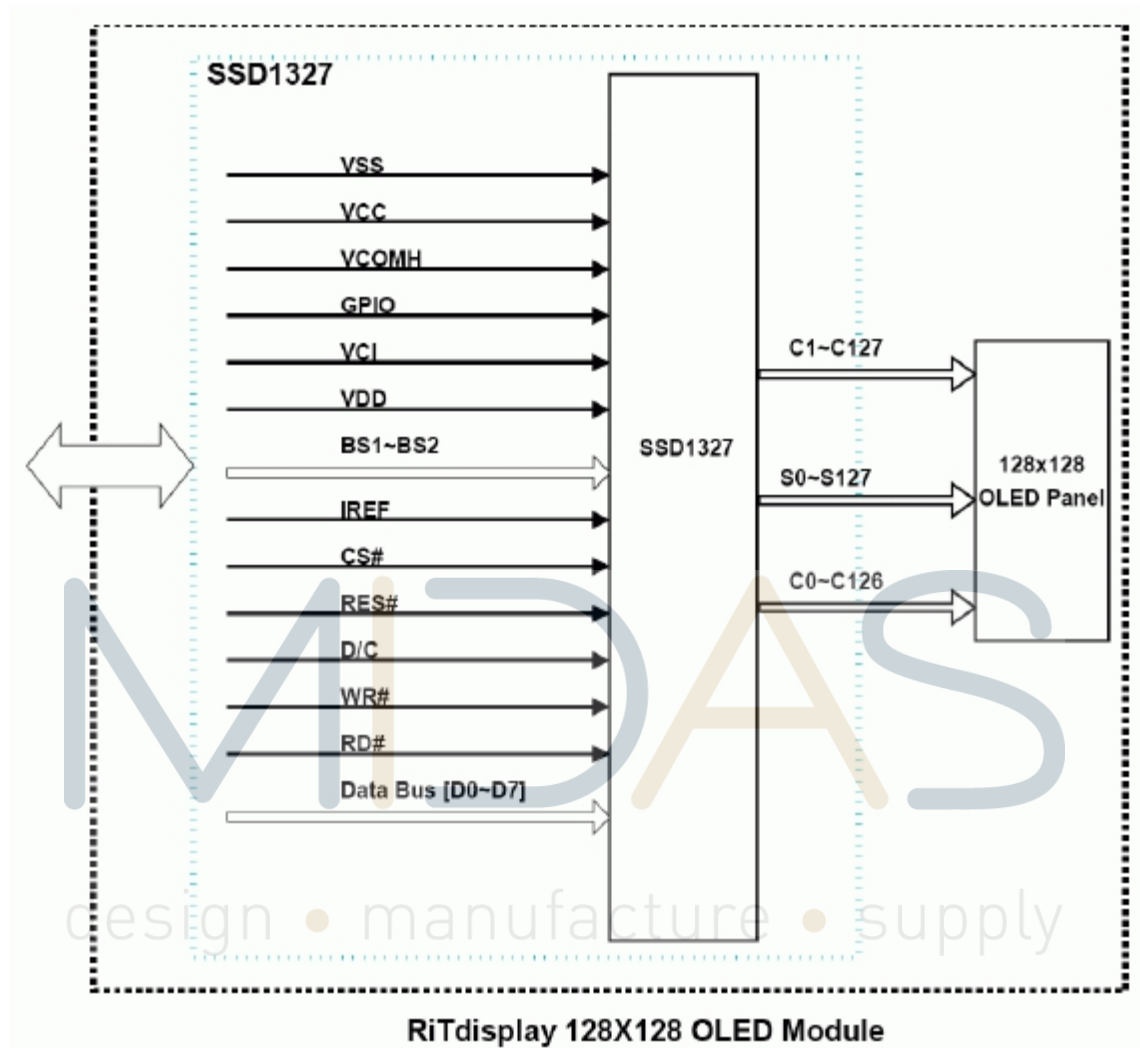 SSD1327
VSS
VCC
VCOMH
GPIO
VCI
VDD
BS1~BS2
IREF
CS#
RES#
D/C
WR#
RD#
Data Bus [D0~D7]
SSD1327
C1~C127
S0~S127
C0~C126
128x128
OLED Panel
MIDAS
design • manufacture • supply
RiTdisplay 128X128 OLED Module